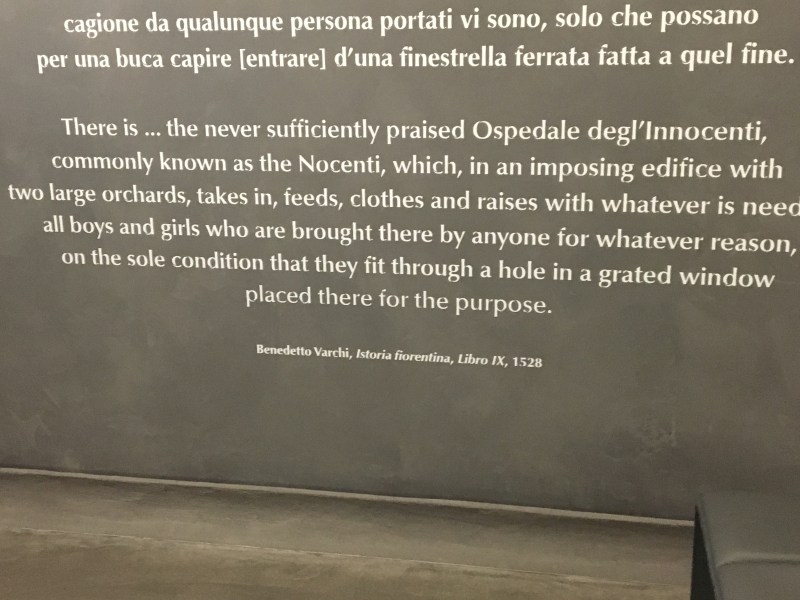 cagione da qualunque persona portati vi sono, solo che possano
per una buca capire [entrare] d’una finestrella ferrata fatta a quel fine.
There is ... the never sufficiently praised Ospedale degl’Innocenti,
commonly known as the Nocenti, which, in an imposing edifice with
two large orchards, takes in, feeds, clothes and raises with whatever is need
all boys and girls who are brought there by anyone for whatever reason,
on the sole condition that they fit through a hole in a grated window
placed there for the purpose.
Benedetto Varchi, Istoria fiorentina, Libro IX, 1528